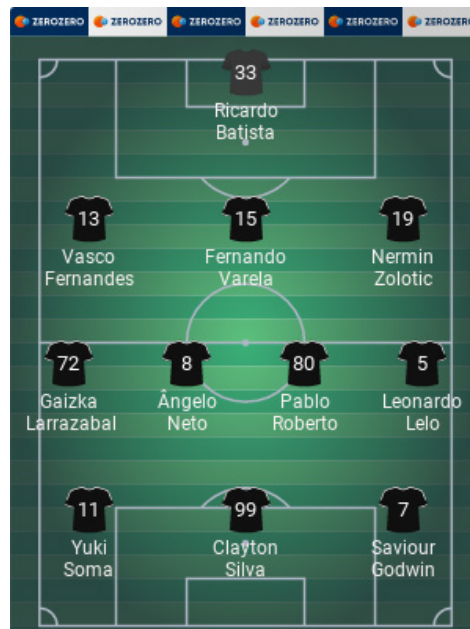 ZEROZERO ZEROZERO ZEROZERO ZEROZERO ZEROZERO ZEROZERO
33
Ricardo
Batista
13 15 19
Vasco Fernando Nermin
Fernandes Varela Zolotic
72 8 80 5
Gaizka Ângelo Pablo Leonardo
Larrazabal Neto Roberto Lelo
11 99 7
Yuki Clayton Saviour
Soma Silva Godwin